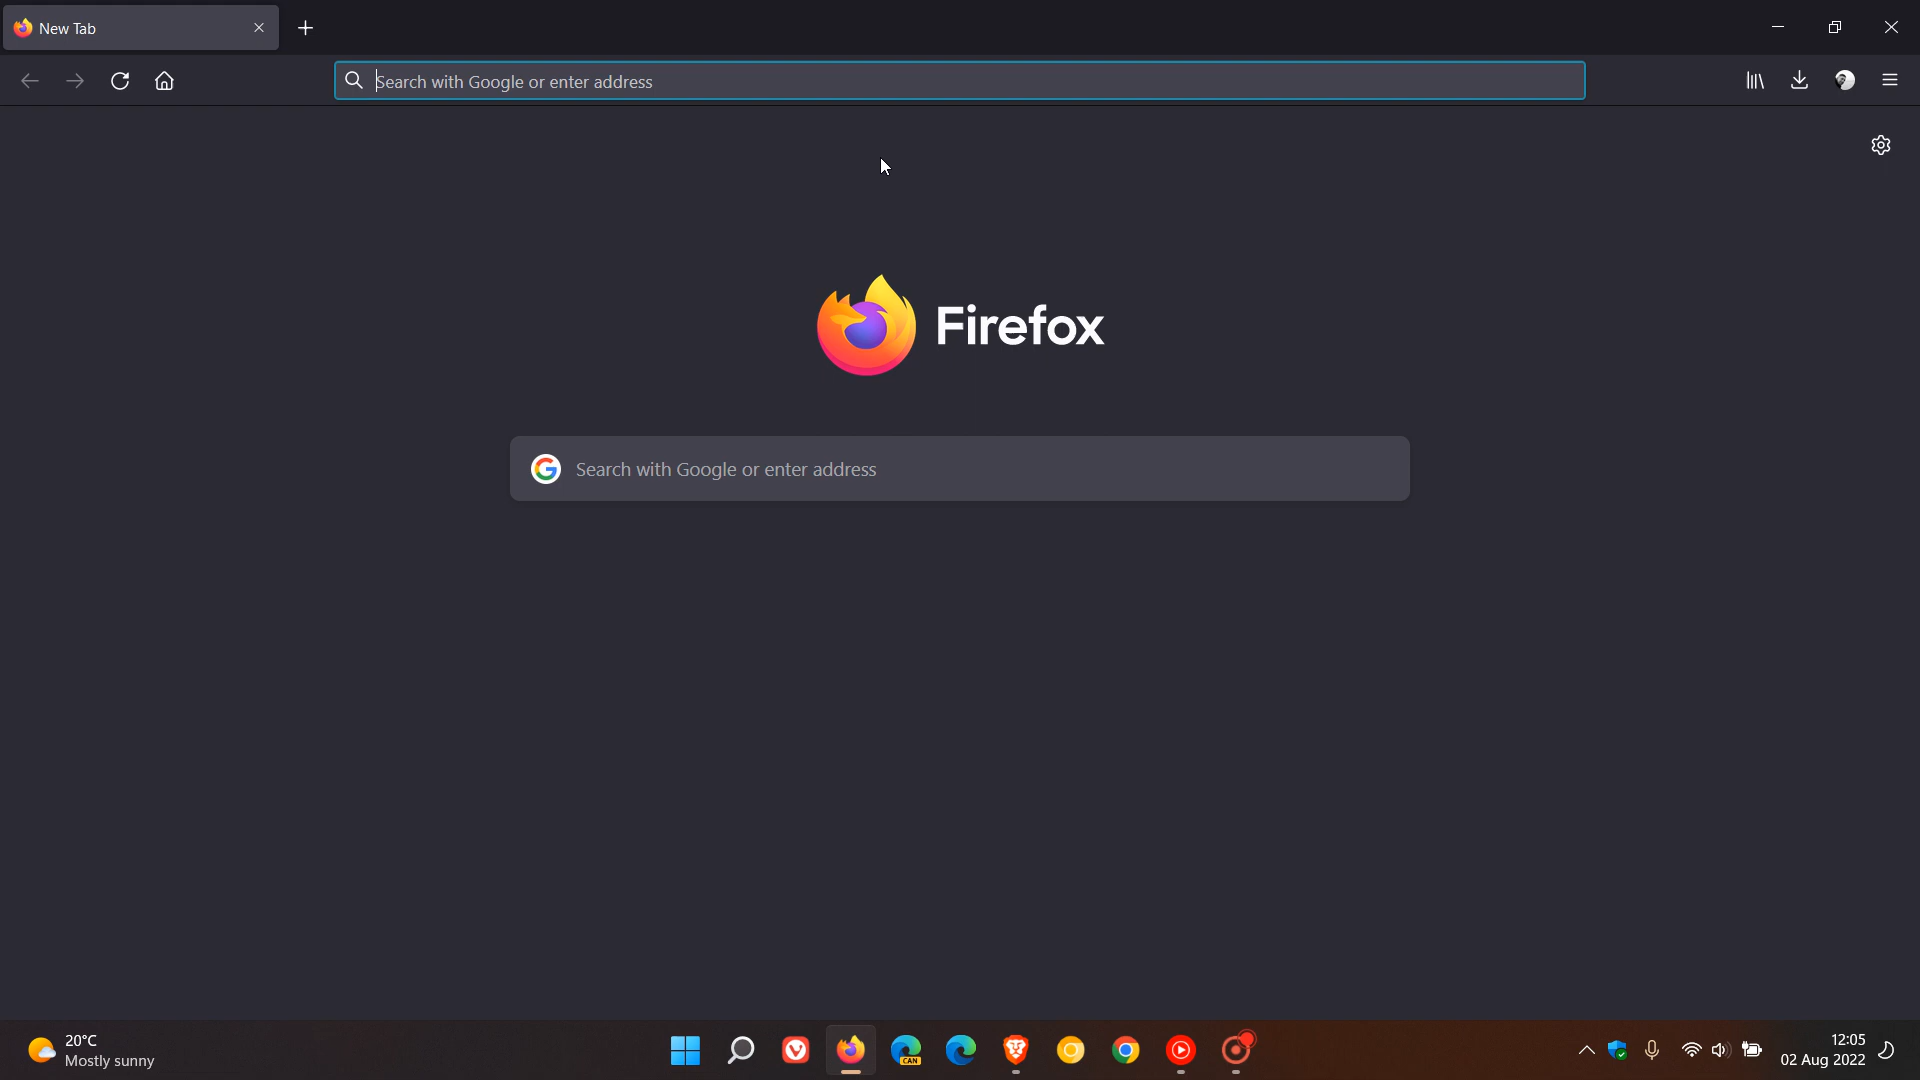 New Tab
Search with Google or enter address
Firefox
Search with Google or enter address
20°C
Mostly sunny
CAN
12:05
02 Aug 2022